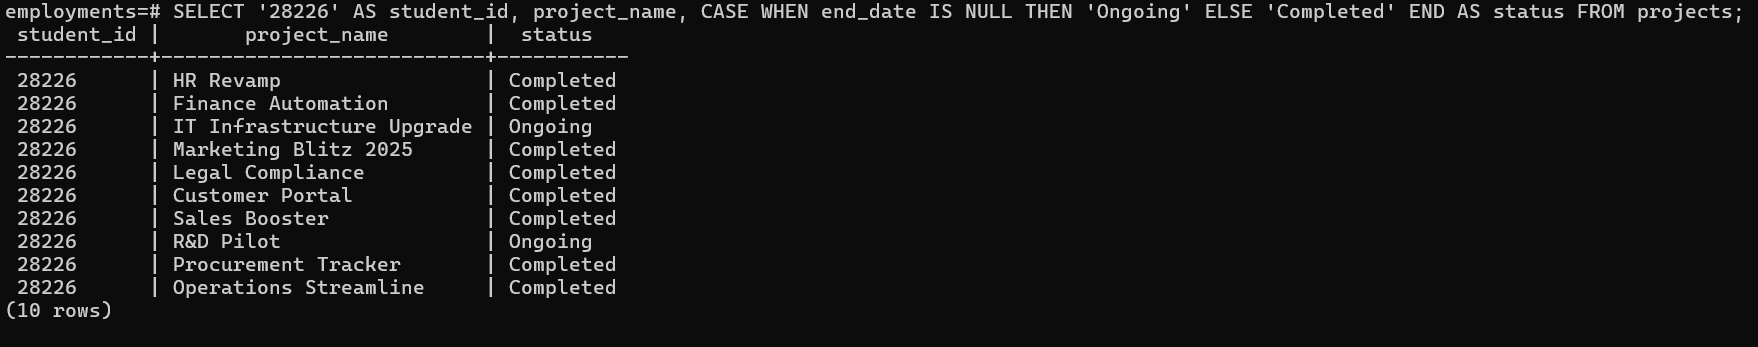 employments=# SELECT '28226' AS student_id, project_name, CASE WHEN end_date IS NULL THEN 'Ongoing' ELSE 'Completed' END AS status FROM projects;
 student_id |       project_name        |  status
------------+---------------------------+-----------
 28226      | HR Revamp                 | Completed
 28226      | Finance Automation        | Completed
 28226      | IT Infrastructure Upgrade | Ongoing
 28226      | Marketing Blitz 2025      | Completed
 28226      | Legal Compliance          | Completed
 28226      | Customer Portal           | Completed
 28226      | Sales Booster             | Completed
 28226      | R&D Pilot                 | Ongoing
 28226      | Procurement Tracker       | Completed
 28226      | Operations Streamline     | Completed
(10 rows)